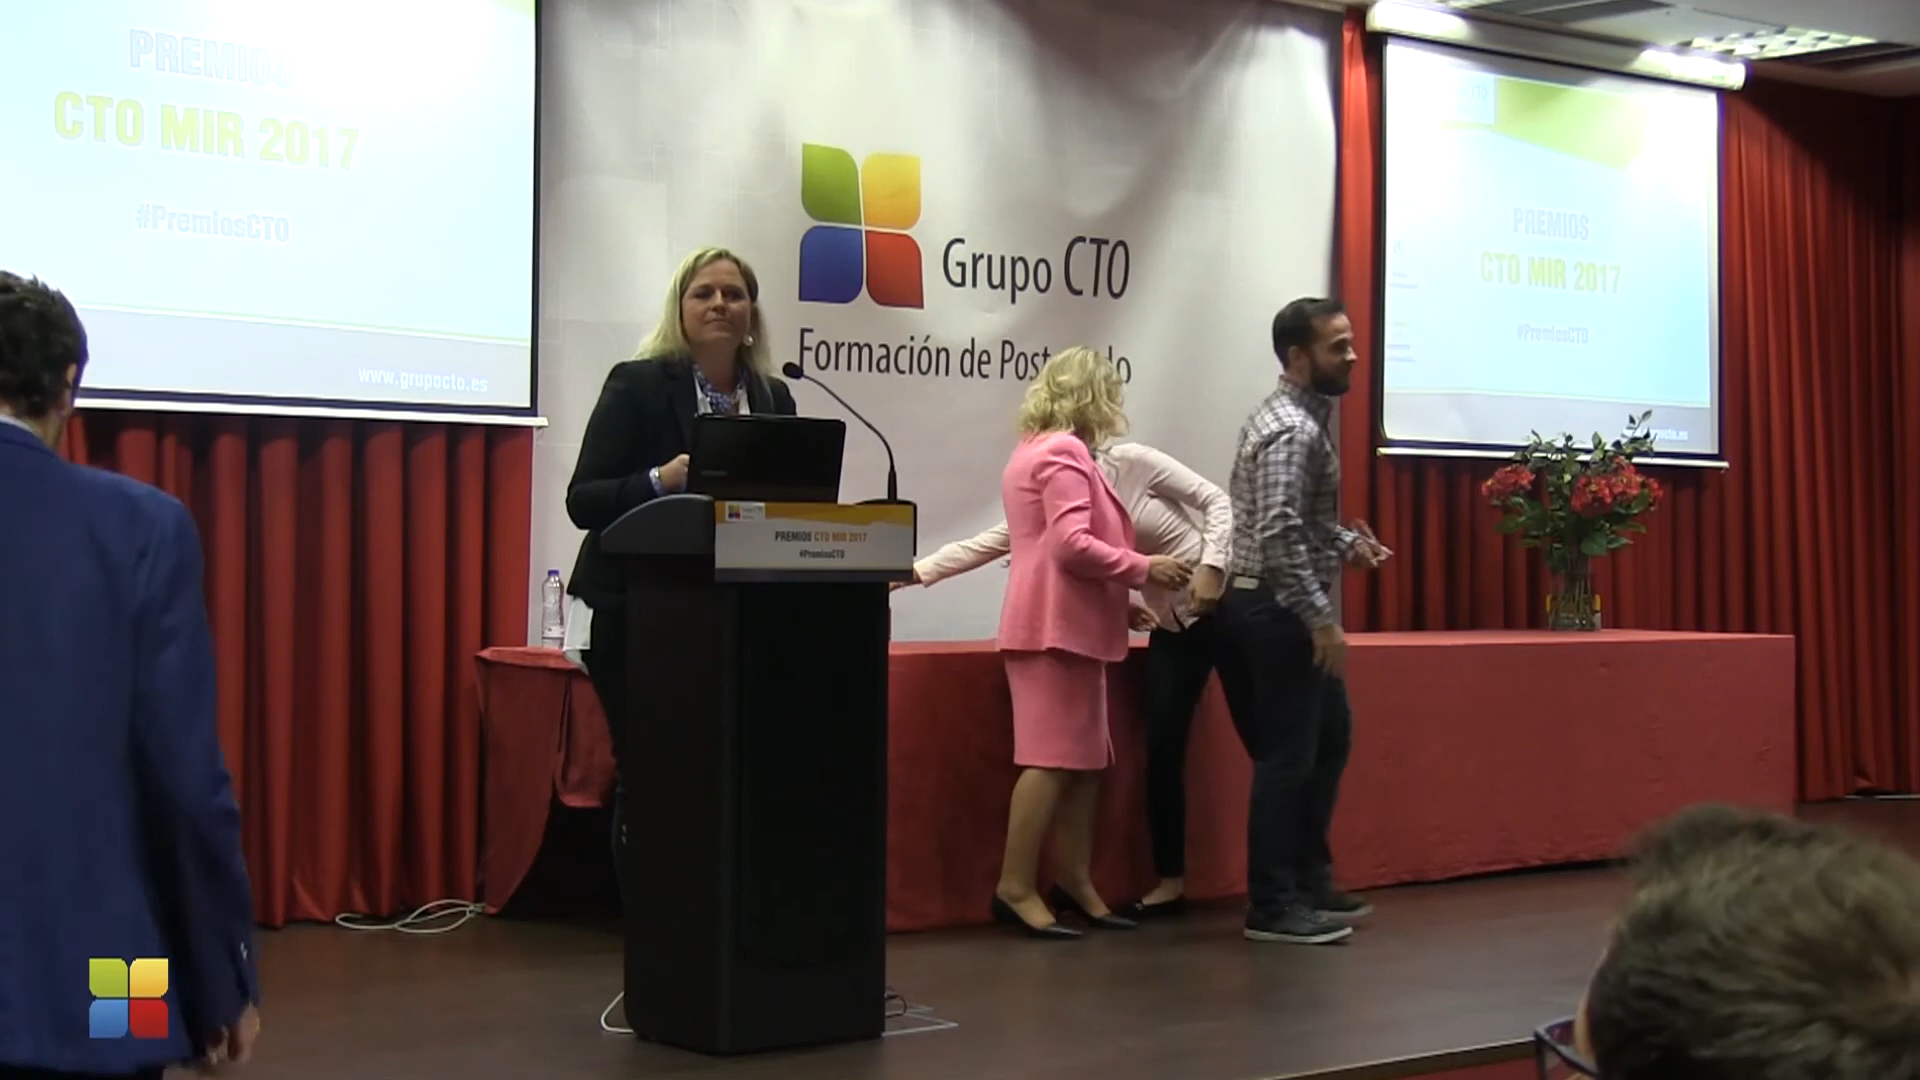 PREMIOS
CTO MIR 2017
#PremiosCTO
www.grupocto.es
Grupo CTO
Formación de
PREMIOS CTO MIR 2017
#PremiosCTO
PREMIOS
CTO MIR 2017
#PremiosCTO